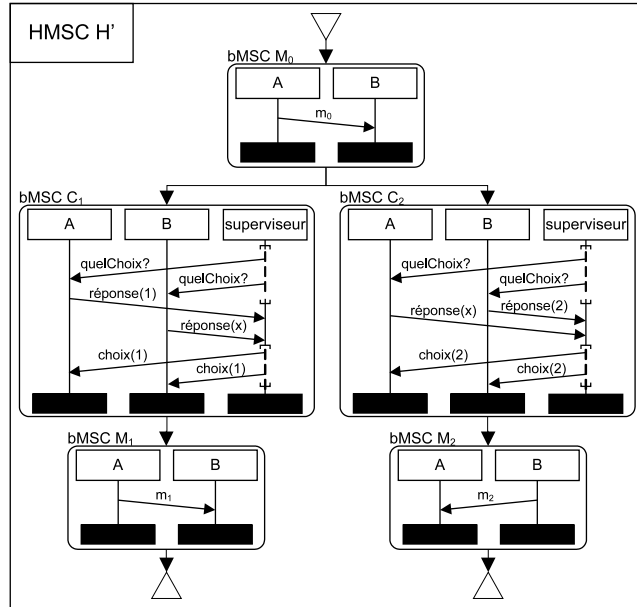 HMSC H'
bMSC M0
A
B
m0
bMSC C1
A
B
superviseur
quelChoix?
quelChoix?
réponse(1)
réponse(x)
choix(1)
choix(1)
bMSC C2
A
B
superviseur
quelChoix?
quelChoix?
réponse(2)
réponse(x)
choix(2)
choix(2)
bMSC M1
A
B
m1
bMSC M2
A
B
m2